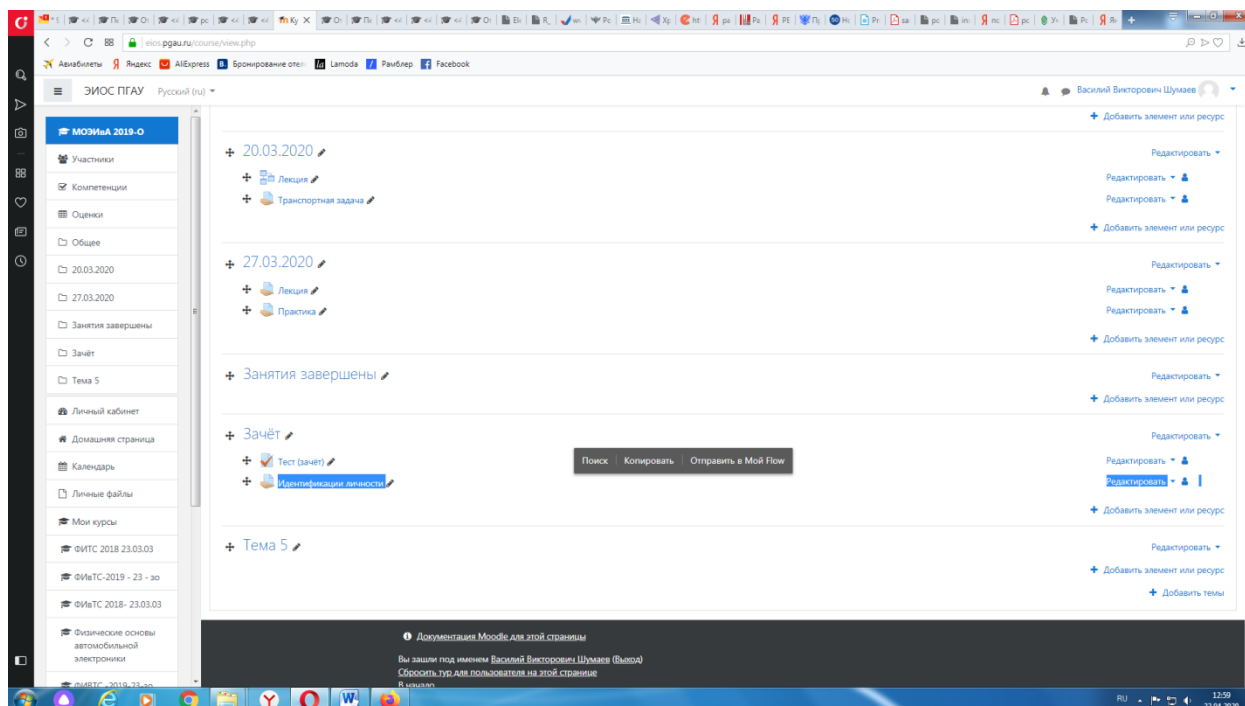 eios.pgau.ru/course/view.php
Авиабилеты Яндекс AliExpress Бронирование отел Lamoda Рамблер Facebook
ЭИОС ПГАУ Русский (ru) Василий Викторович Шумаев
Добавить элемент или ресурс
МОЭИвА 2019-О
Участники
Компетенции
Оценки
Общее
20.03.2020
27.03.2020
Занятия завершены
Зачёт
Тема 5
Личный кабинет
Домашняя страница
Календарь
Личные файлы
Мои курсы
ФИТС 2018 23.03.03
ФИвТС-2019 - 23 - зо
ФИвТС 2018- 23.03.03
Физические основы
автомобильной
электроники
20.03.2020 Редактировать
Лекция Редактировать
Транспортная задача Редактировать
Добавить элемент или ресурс
27.03.2020 Редактировать
Лекция Редактировать
Практика Редактировать
Добавить элемент или ресурс
Занятия завершены Редактировать
Добавить элемент или ресурс
Зачёт Редактировать
Поиск Копировать Отправить в Мой Flow
Тест (зачёт) Редактировать
Идентификации личности Редактировать
Добавить элемент или ресурс
Тема 5 Редактировать
Добавить элемент или ресурс
Добавить темы
Документация Moodle для этой страницы
Вы зашли под именем Василий Викторович Шумаев (Выход)
Сбросить тур для пользователя на этой странице
В начало
RU 12:59